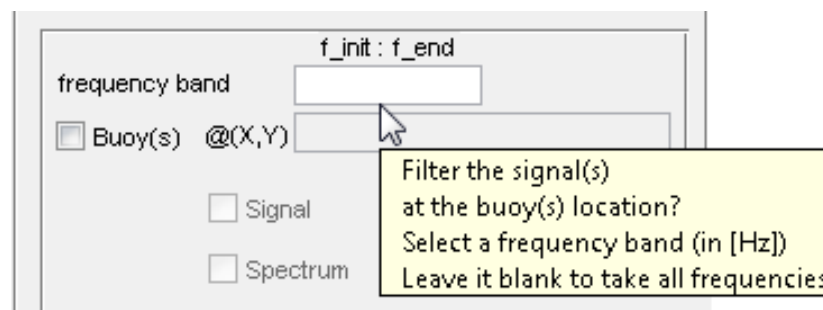 f_init : f_end
frequency band
Buoy(s) @(X,Y)
Filter the signal(s)
at the buoy(s) location?
Signal
Select a frequency band (in [Hz])
Spectrum
Leave it blank to take all frequencies